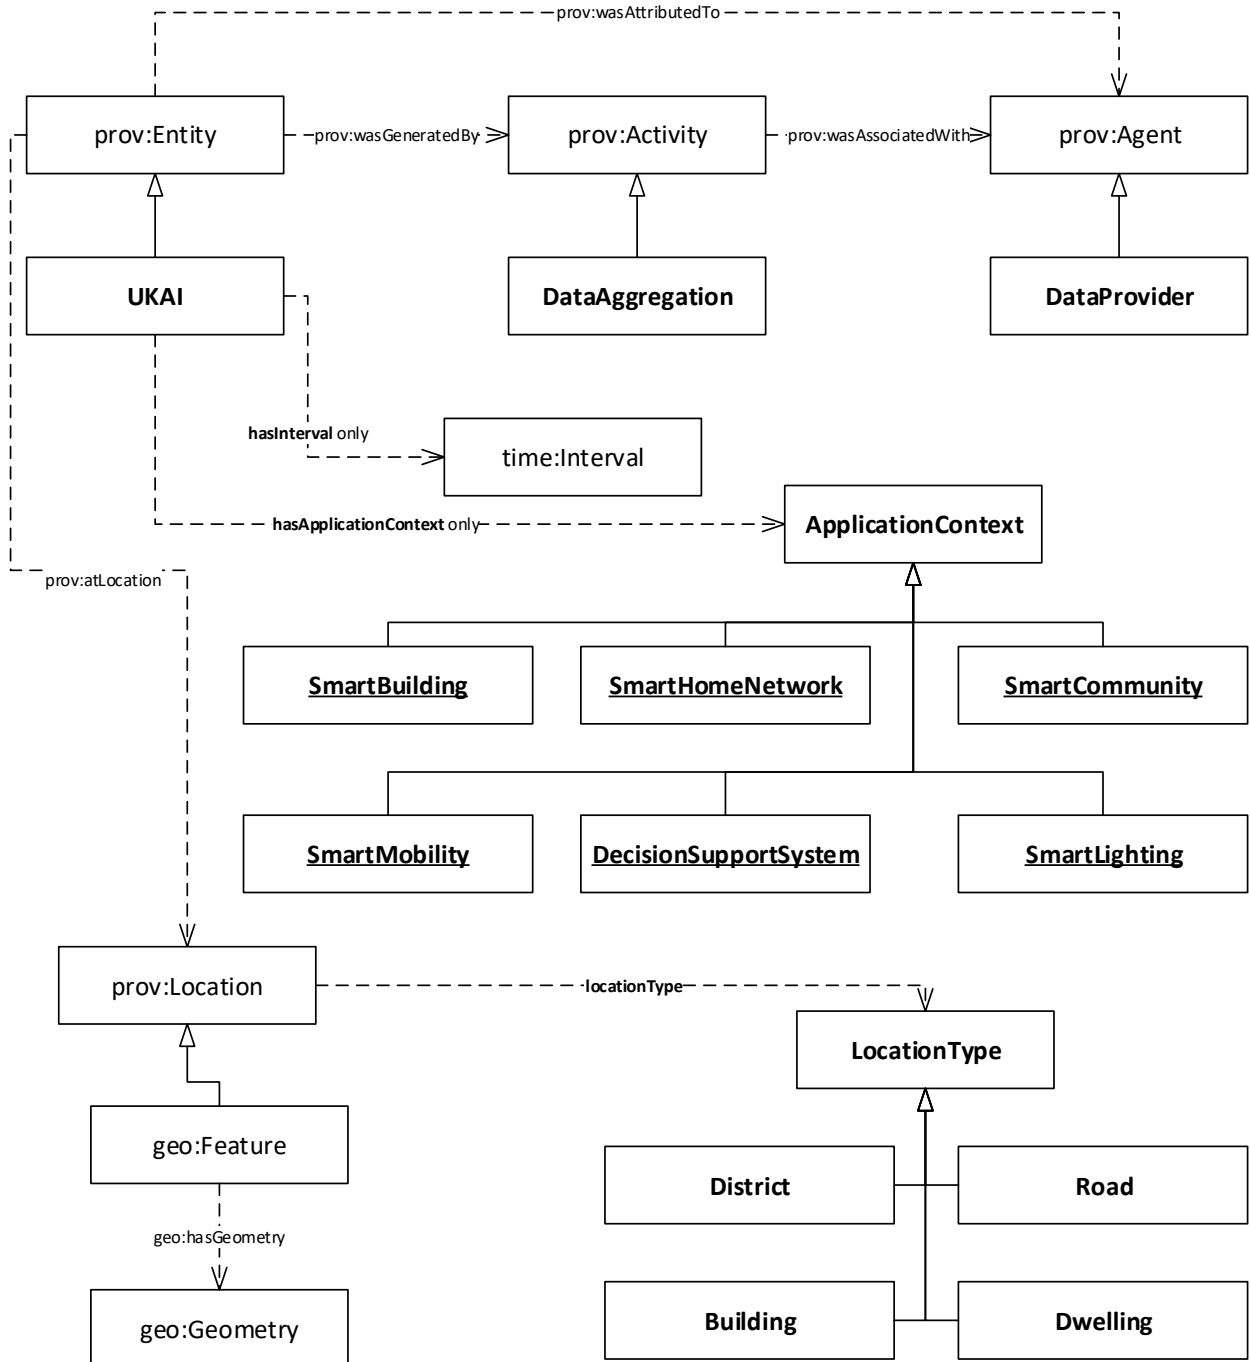 prov:wasAttributedTo
prov:Entity
prov:wasGeneratedBy
prov:Activity
prov:wasAssociatedWith
prov:Agent
UKAI
DataAggregation
DataProvider
hasInterval only
time:Interval
hasApplicationContext only
ApplicationContext
prov:atLocation
SmartBuilding
SmartHomeNetwork
SmartCommunity
SmartMobility
DecisionSupportSystem
SmartLighting
prov:Location
locationType
LocationType
geo:Feature
District
Road
geo:hasGeometry
geo:Geometry
Building
Dwelling